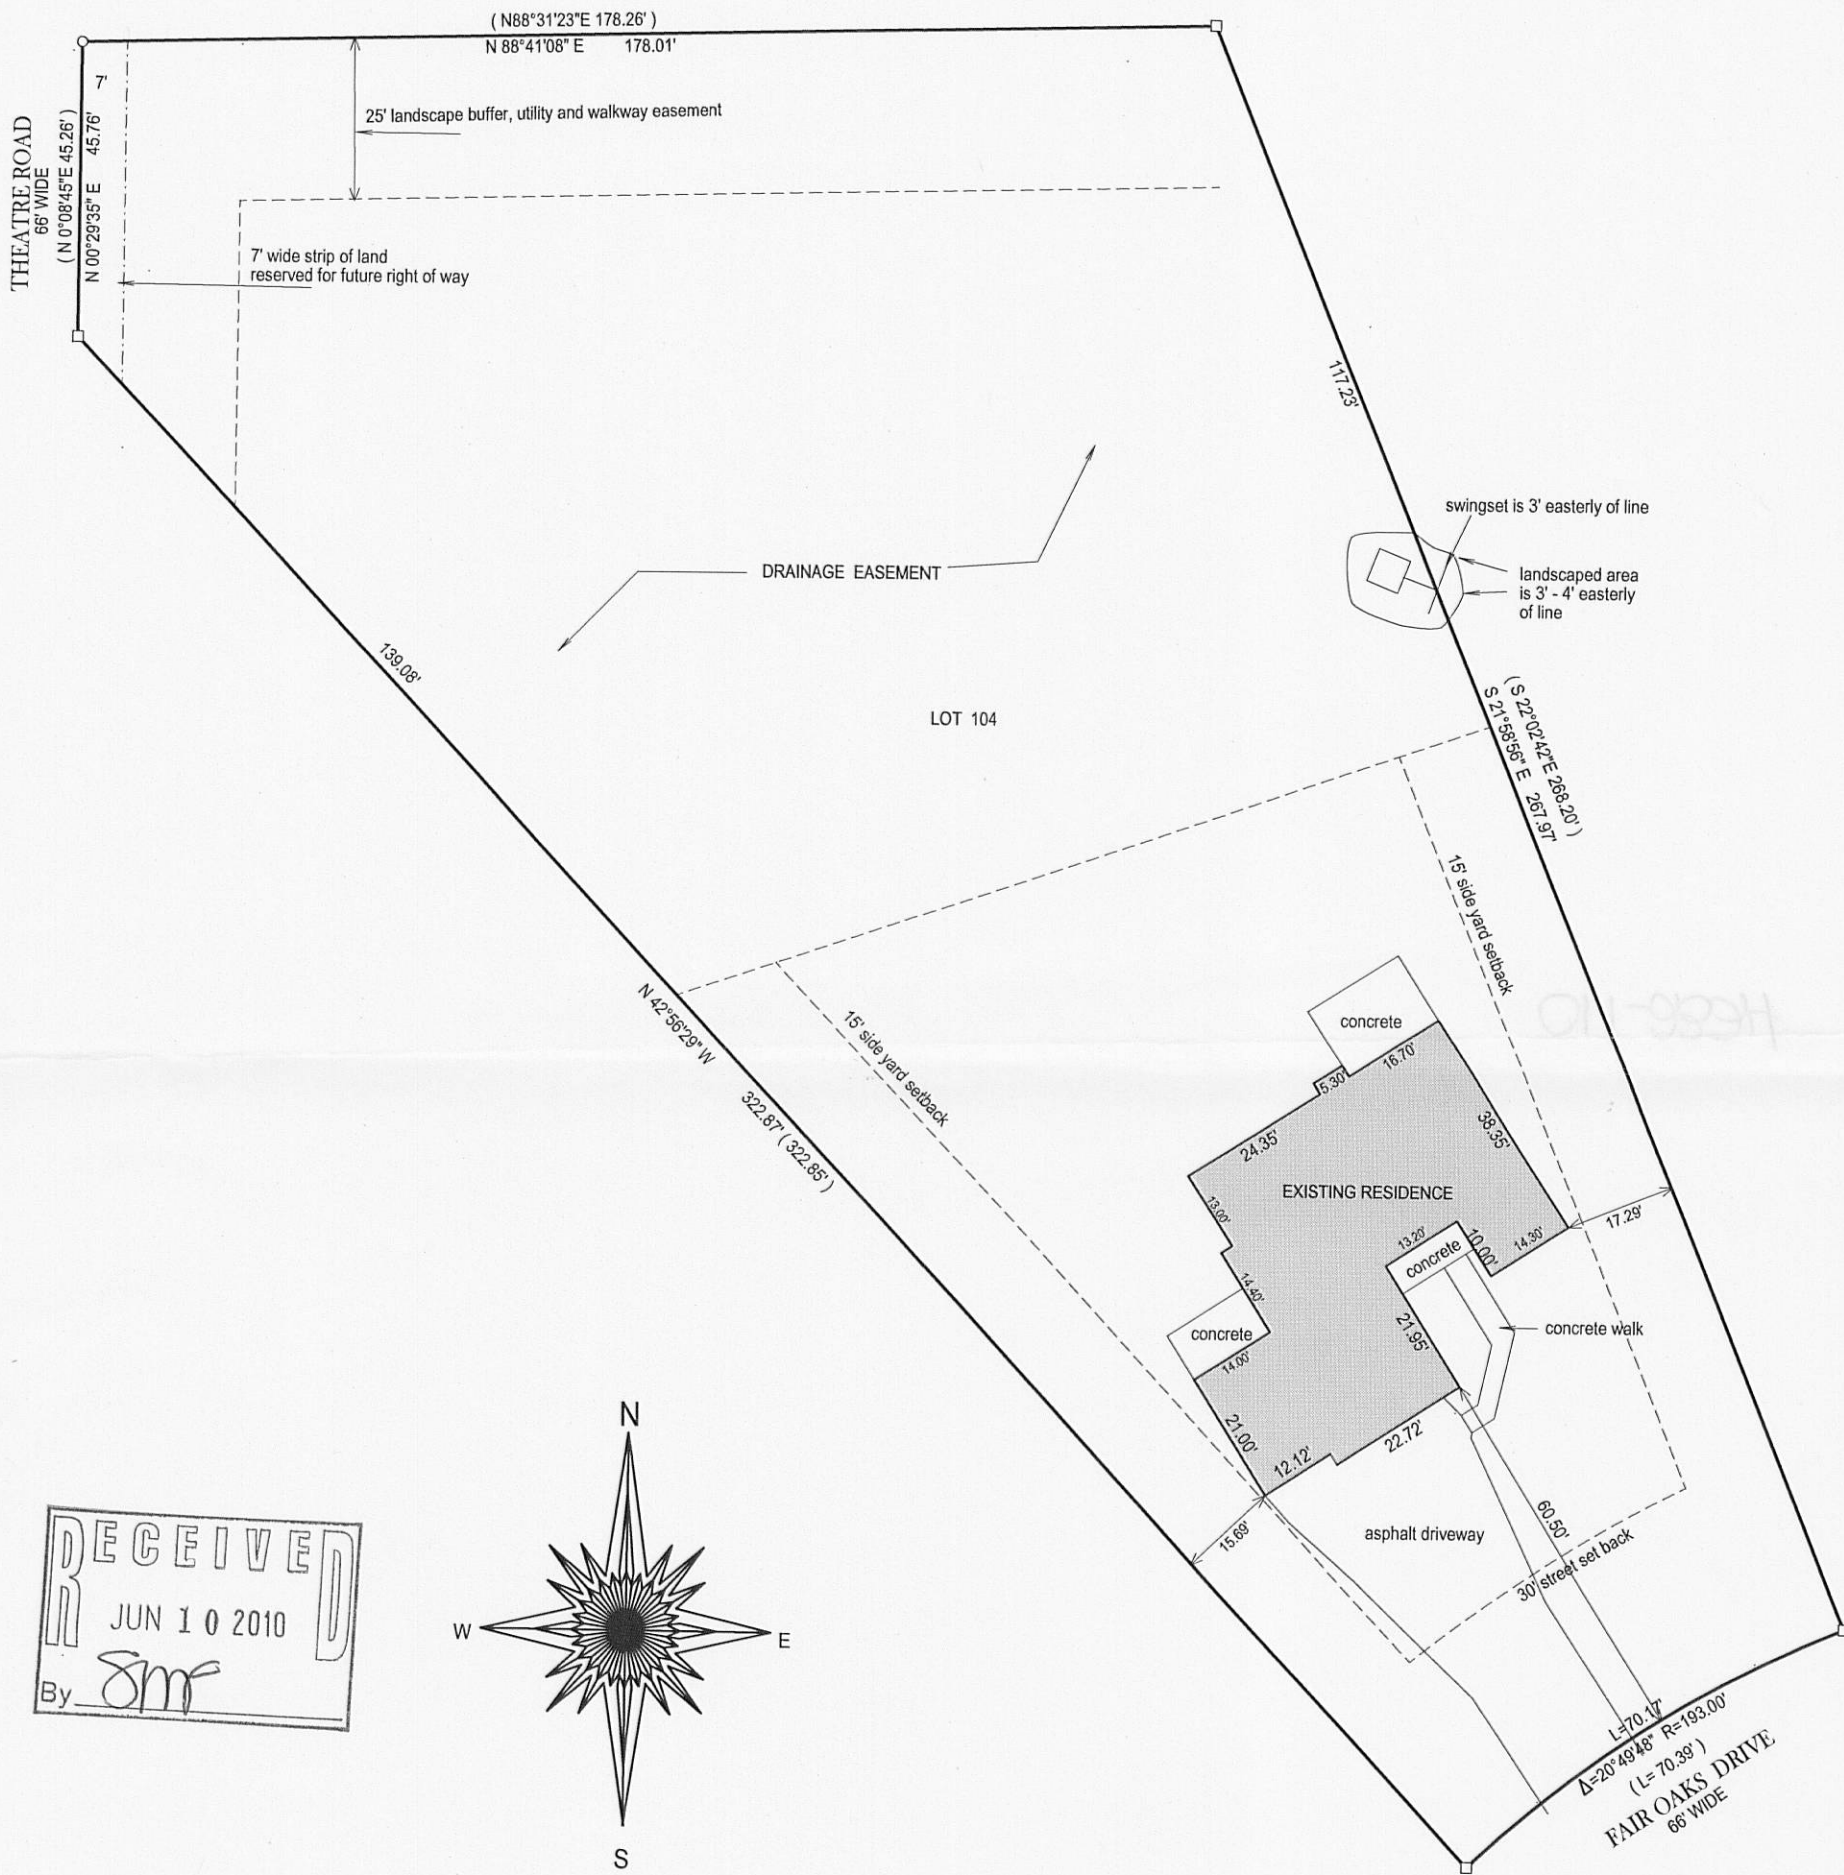 ( N88°31'23"E 178.26' )
N 88°41'08" E 178.01'
7'
THEATRE ROAD
66' WIDE
( N 0°08'45"E 45.26' )
N 00°29'35" E 45.76'
25' landscape buffer, utility and walkway easement
7' wide strip of land
reserved for future right of way
117.23'
swingset is 3' easterly of line
landscaped area
is 3' - 4' easterly
of line
DRAINAGE EASEMENT
139.08'
LOT 104
( S 22°02'42"E 268.20' )
S 21°58'56" E 267.97'
15' side yard setback
N 42°56'29" W 322.87' ( 322.85' )
15' side yard setback
concrete
16.70'
5.30'
24.35'
38.35'
EXISTING RESIDENCE
13.00'
17.29'
13.20'
10.00'
14.30'
concrete
14.40'
21.95'
concrete walk
concrete
14.00'
21.00'
12.12'
22.72'
60.50'
15.69'
asphalt driveway
30' street set back
L=70.17'
Δ=20°49'48" R=193.00'
( L= 70.39' )
FAIR OAKS DRIVE
66' WIDE
N
W
E
S
RECEIVED
JUN 10 2010
By